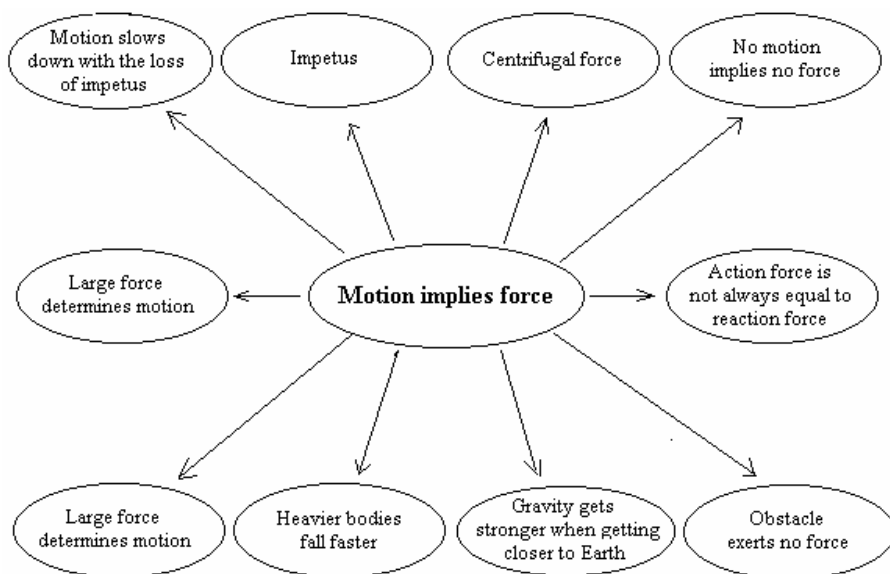 Motion slows
down with the loss
of impetus
Impetus
Centrifugal force
No motion
implies no force
Large force
determines motion
Motion implies force
Action force is
not always equal to
reaction force
Large force
determines motion
Heavier bodies
fall faster
Gravity gets
stronger when getting
closer to Earth
Obstacle
exerts no force